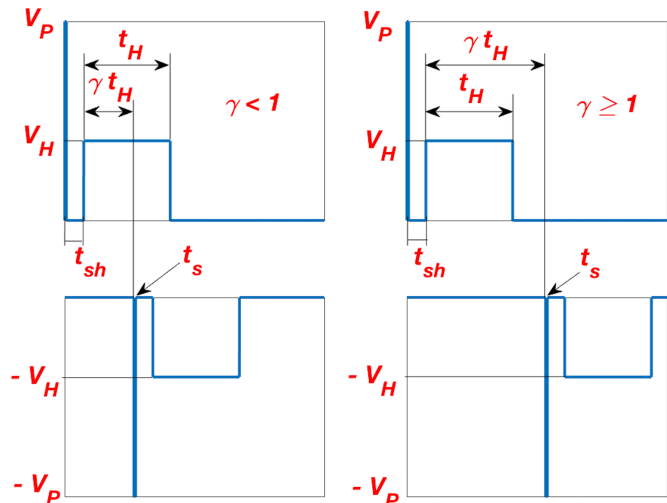 V_P
t_H
γ t_H
γ < 1
V_H
t_sh
t_s
- V_H
- V_P
V_P
γ t_H
t_H
γ ≥ 1
V_H
t_sh
t_s
- V_H
- V_P